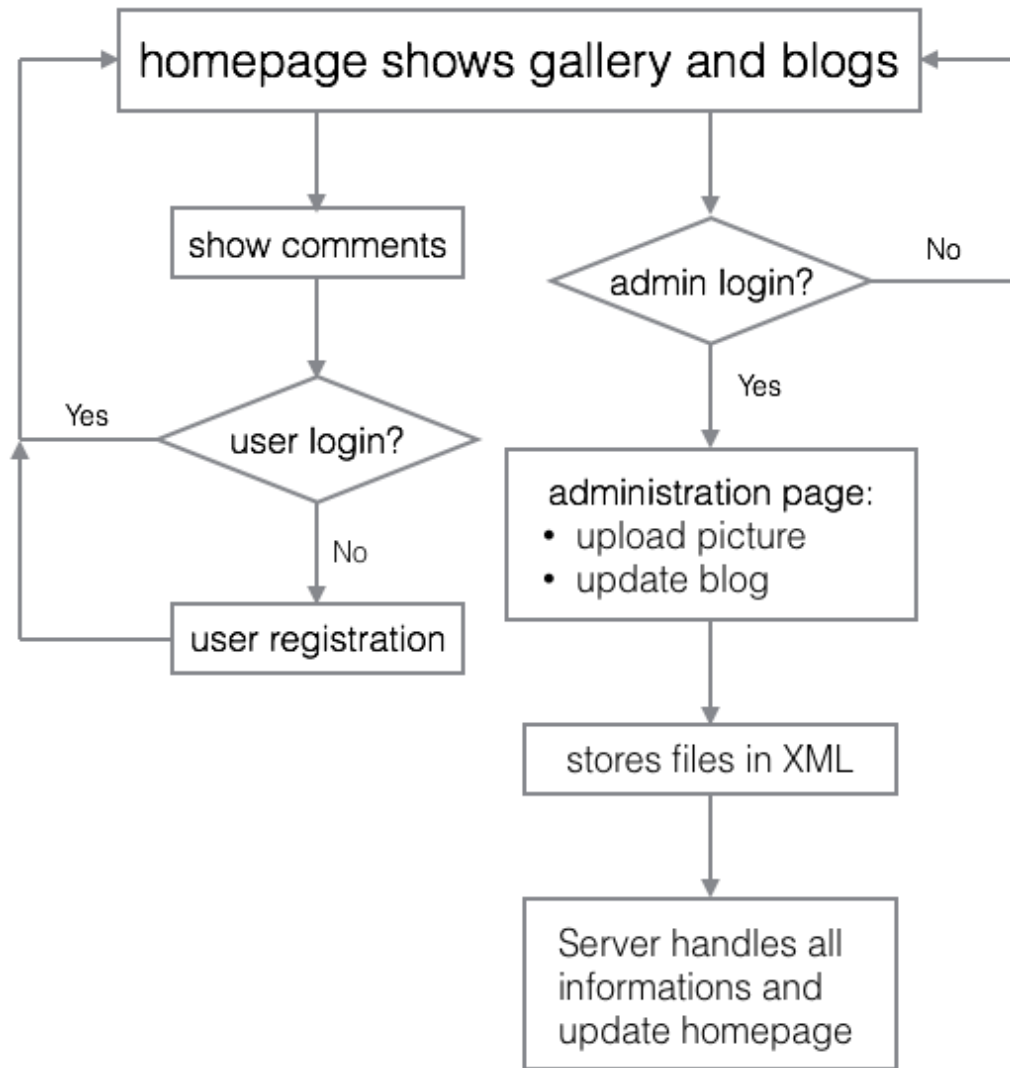 homepage shows gallery and blogs
show comments
admin login?
No
Yes
Yes
user login?
administration page:
• upload picture
• update blog
No
user registration
stores files in XML
Server handles all
informations and
update homepage